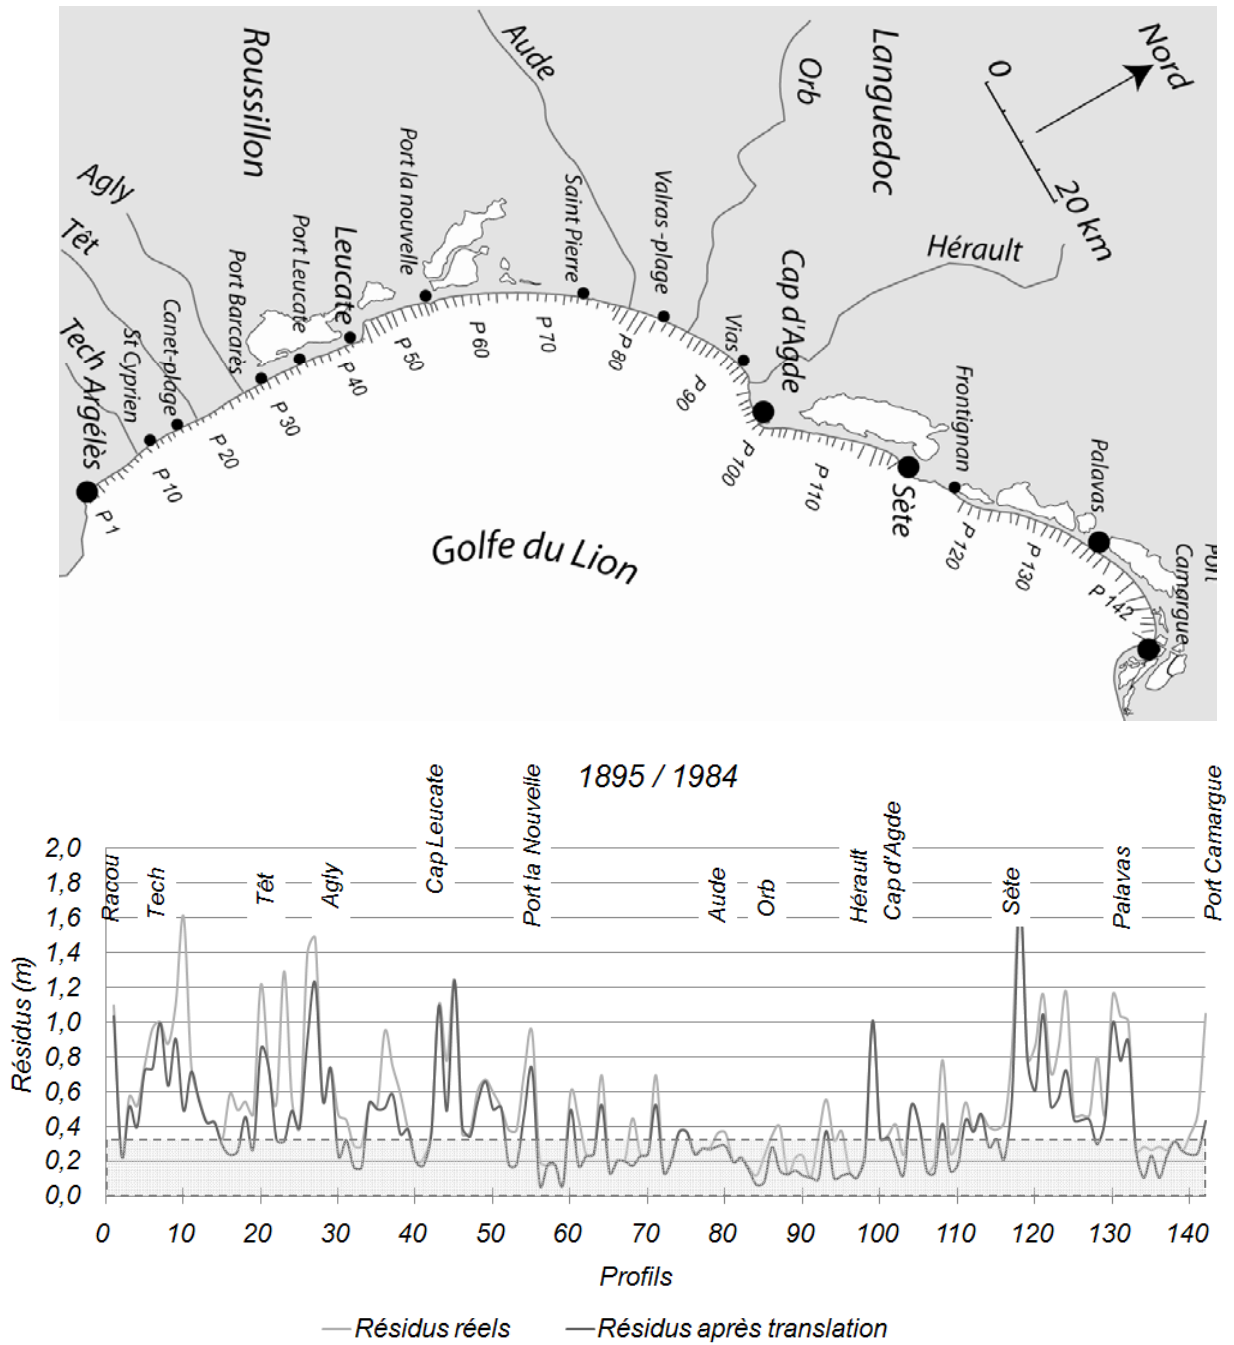 Roussillon
Aude
Orb
Languedoc
Nord
0
20 km
Agly
Têt
Tech
Argélès
St Cyprien
Canet-plage
Port Barcarès
Port Leucate
Leucate
Port la nouvelle
Saint Pierre
Valras -plage
Vias
Cap d'Agde
Hérault
Frontignan
Sète
Palavas
Port
Camargue
P 1
P 10
P 20
P 30
P 40
P 50
P 60
P 70
P 80
P 90
P 100
P 110
P 120
P 130
P 142
Golfe du Lion
1895 / 1984
Racou
Tech
Têt
Agly
Cap Leucate
Port la Nouvelle
Aude
Orb
Hérault
Cap d'Agde
Sète
Palavas
Port Camargue
Résidus (m)
2,0
1,8
1,6
1,4
1,2
1,0
0,8
0,6
0,4
0,2
0,0
0 10 20 30 40 50 60 70 80 90 100 110 120 130 140
Profils
Résidus réels
Résidus après translation